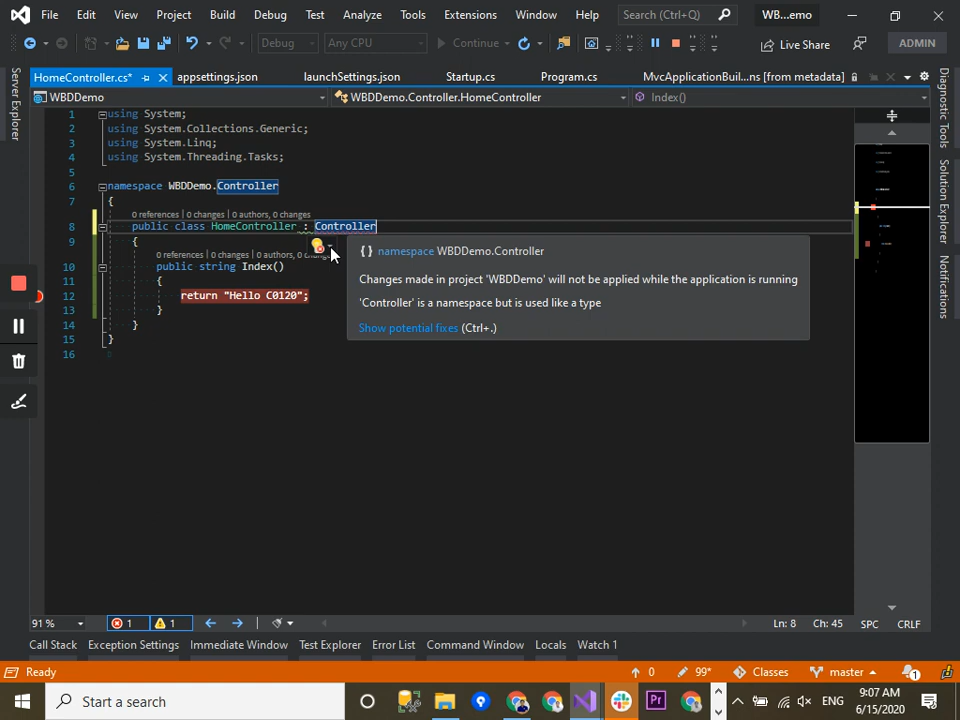 File Edit View Project Build Debug Test Analyze Tools Extensions Window Help Search (Ctrl+Q) WB...emo
Debug Any CPU Continue Live Share ADMIN
HomeController.cs* appsettings.json launchSettings.json Startup.cs Program.cs MvcApplicationBuil...ns [from metadata]
WBDDemo WBDDemo.Controller.HomeController Index()
Server Explorer
Diagnostic Tools
Solution Explorer
Notifications
1 using System;
2 using System.Collections.Generic;
3 using System.Linq;
4 using System.Threading.Tasks;
5
6 namespace WBDDemo.Controller
7 {
0 references | 0 changes | 0 authors, 0 changes
8 public class HomeController : Controller
9 {
0 references | 0 changes | 0 authors, 0
10 public string Index()
11 {
12 return "Hello C0120";
13 }
14 }
15 }
16
{} namespace WBDDemo.Controller
Changes made in project 'WBDDemo' will not be applied while the application is running
'Controller' is a namespace but is used like a type
Show potential fixes (Ctrl+.)
91 % 1 1 Ln: 8 Ch: 45 SPC CRLF
Call Stack Exception Settings Immediate Window Test Explorer Error List Command Window Locals Watch 1
Ready 0 99* Classes master 1
Start a search ENG 9:07 AM
6/15/2020